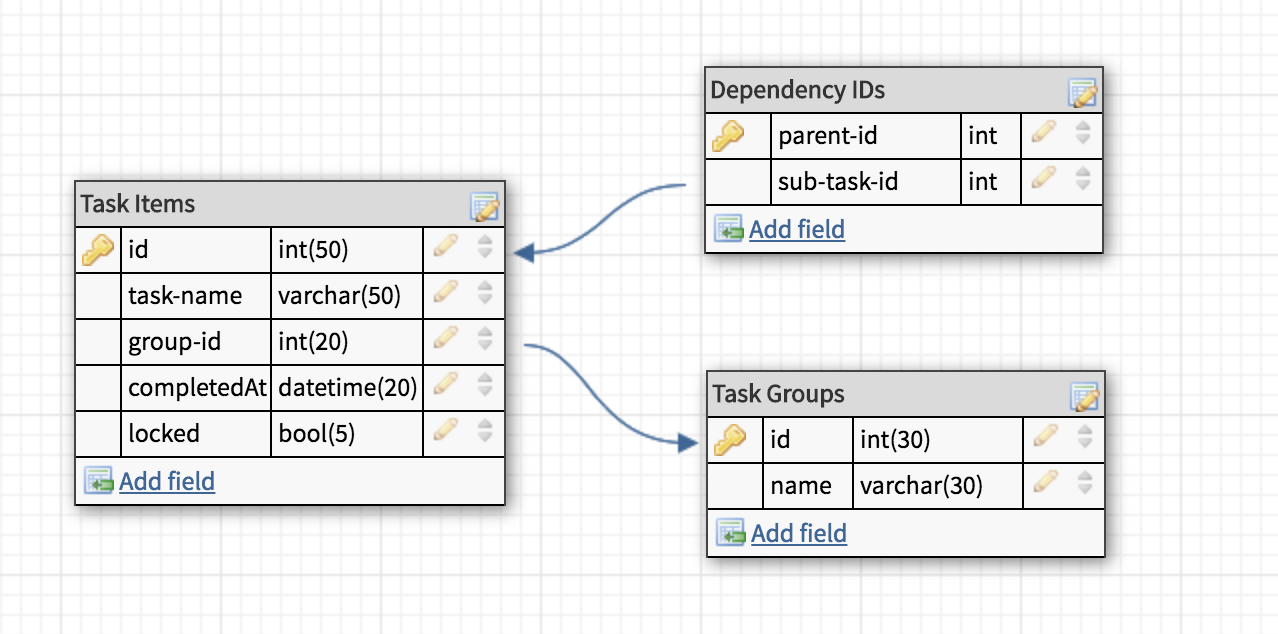 Task Items
id int(50)
task-name varchar(50)
group-id int(20)
completedAt datetime(20)
locked bool(5)
Add field
Dependency IDs
parent-id int
sub-task-id int
Add field
Task Groups
id int(30)
name varchar(30)
Add field